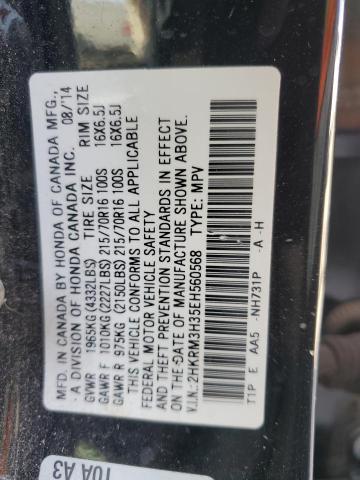 MFD. IN CANADA BY HONDA OF CANADA MFG.,
A DIVISION OF HONDA CANADA INC. 08/'14
TIRE SIZE RIM SIZE
GVWR 1965KG (4332LBS)
GAWR F 1010KG (2227LBS) 215/70R16 100S 16X6.5J
GAWR R 975KG (2150LBS) 215/70R16 100S 16X6.5J
THIS VEHICLE CONFORMS TO ALL APPLICABLE
FEDERAL MOTOR VEHICLE SAFETY
AND THEFT PREVENTION STANDARDS IN EFFECT
ON THE DATE OF MANUFACTURE SHOWN ABOVE.
V.I.N.:2HKRM3H35EH560568 TYPE: MPV
T1P E AA5 -NH731P -A -H
10A A3